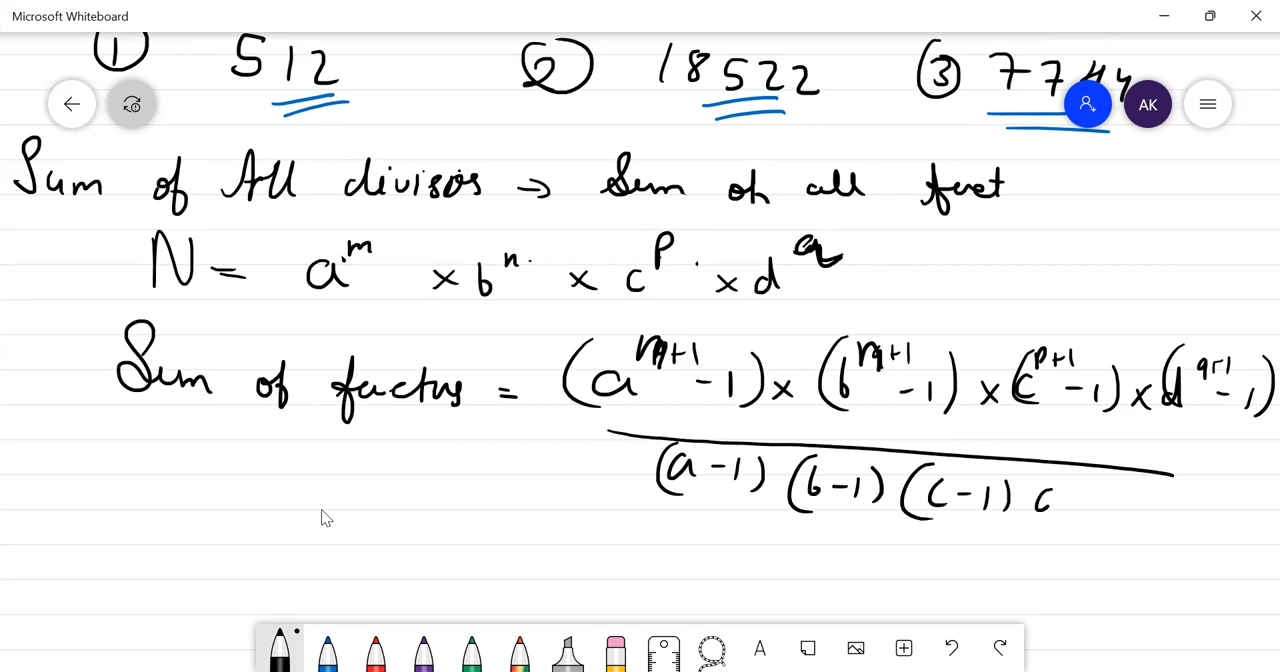 Microsoft Whiteboard
① 512 ② 18522 ③ 7744
AK
Sum of All divisors → Sum of all fact
N = a^m × b^n × c^p × d^q
Sum of factors = (a^{m+1} - 1) × (b^{n+1} - 1) × (c^{p+1} - 1) × (d^{q+1} - 1)
(a - 1) (b - 1) (c - 1) c
A